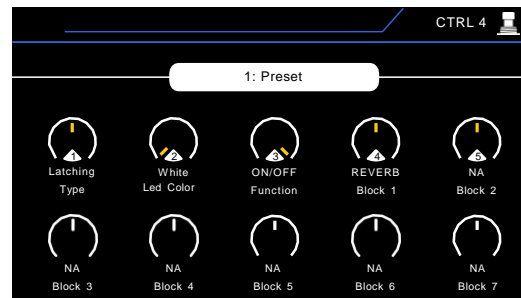 CTRL 4
1: Preset
1 2 3 4 5
Latching White ON/OFF REVERB NA
Type Led Color Function Block 1 Block 2
NA NA NA NA NA
Block 3 Block 4 Block 5 Block 6 Block 7